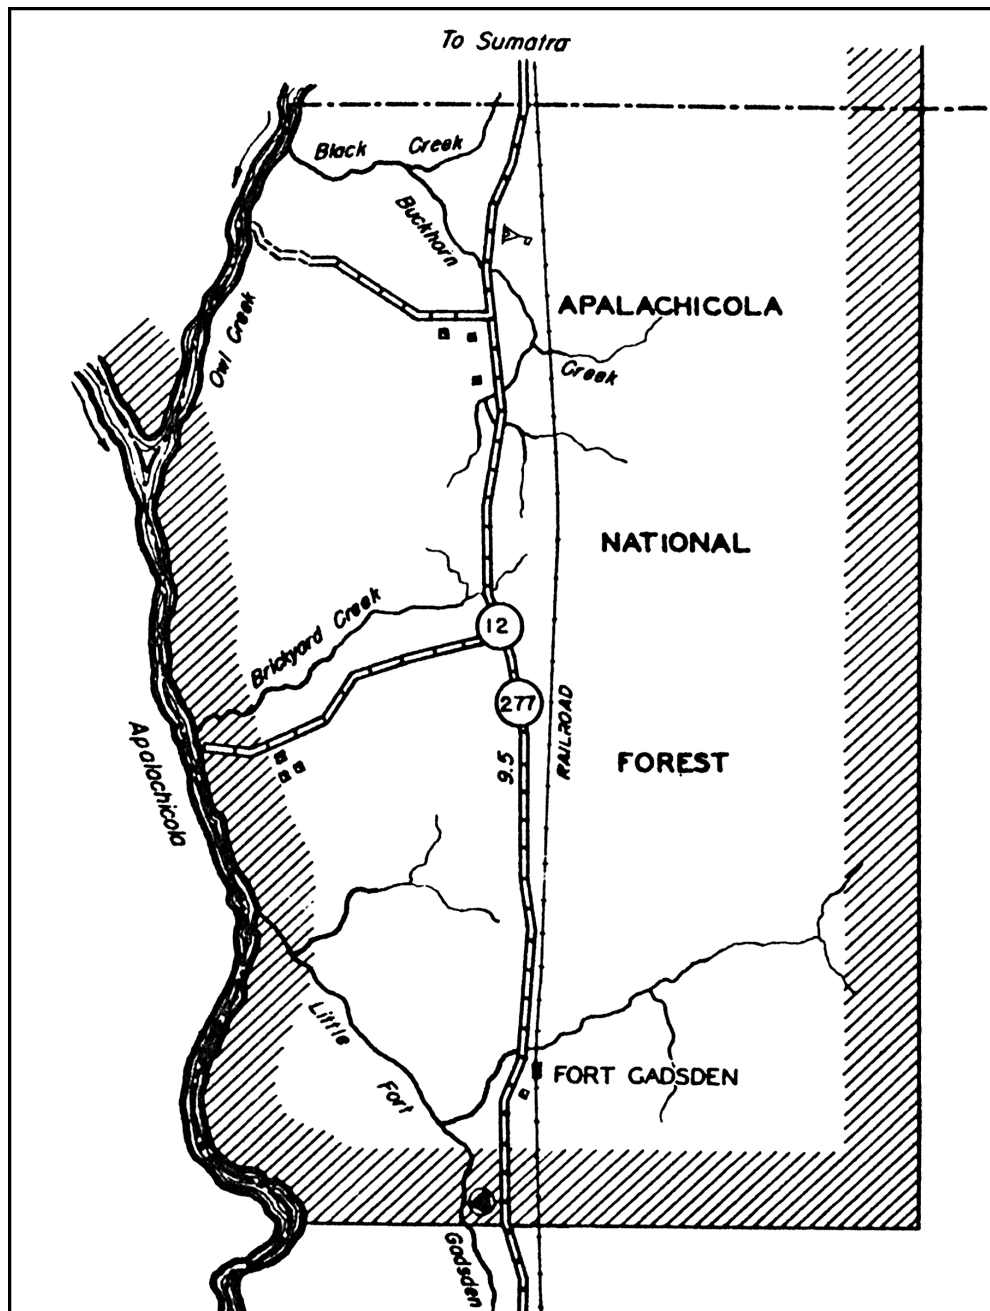 To Sumatra
Black Creek
Buckhorn
Creek
APALACHICOLA
Owl Creek
NATIONAL
Brickyard Creek
12
277
9.5
RAILROAD
FOREST
Apalachicola
Little
Fort
Gadsden
FORT GADSDEN